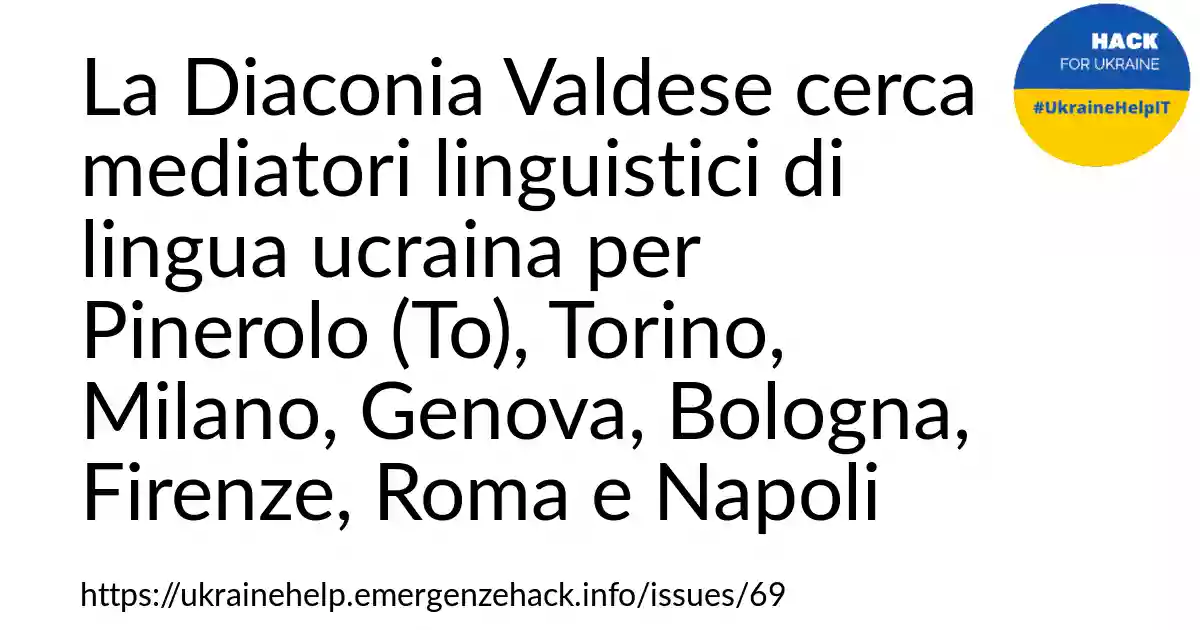 La Diaconia Valdese cerca
mediatori linguistici di
lingua ucraina per
Pinerolo (To), Torino,
Milano, Genova, Bologna,
Firenze, Roma e Napoli
https://ukrainehelp.emergenzehack.info/issues/69
HACK
FOR UKRAINE
#UkraineHelpIT